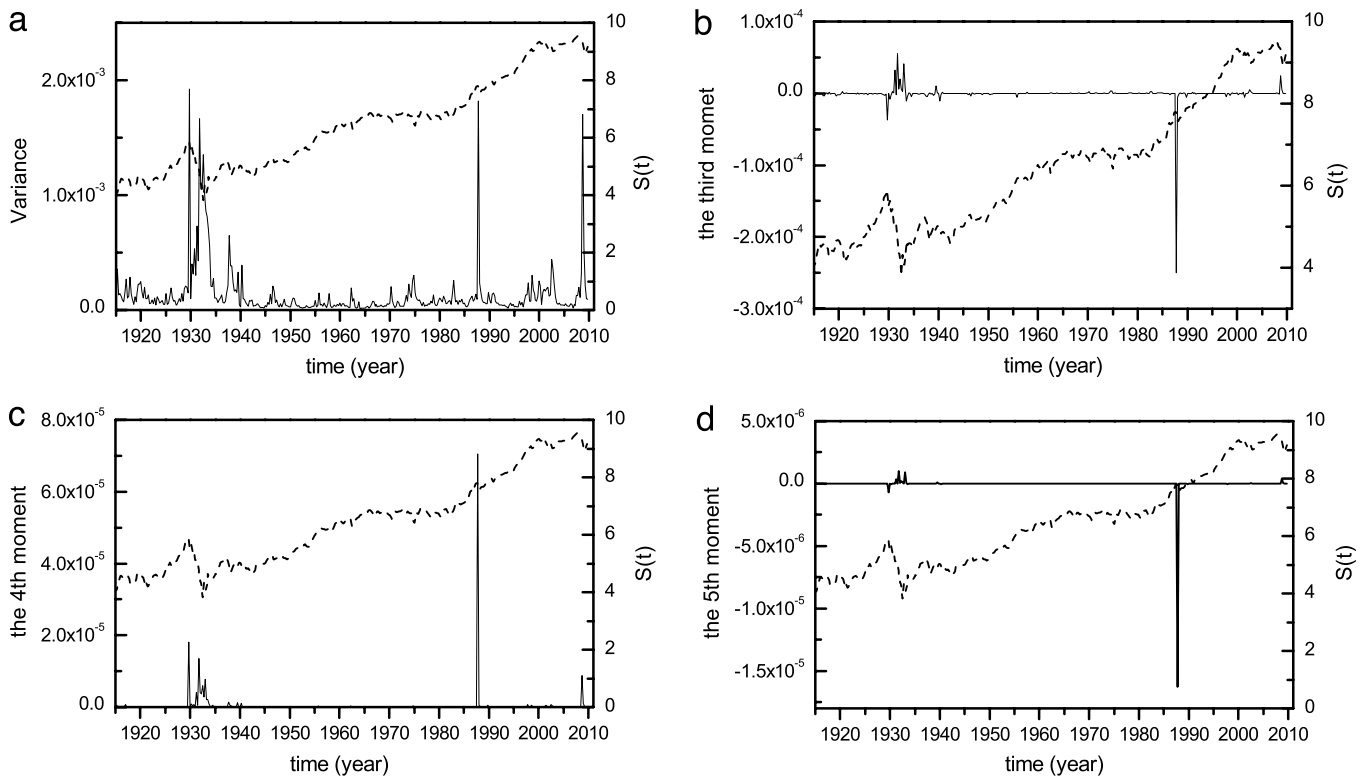 a
Variance
2.0x10⁻³
1.0x10⁻³
0.0
10
8
6
4
2
0
S(t)
1920 1930 1940 1950 1960 1970 1980 1990 2000 2010
time (year)
b
the third momet
1.0x10⁻⁴
0.0
-1.0x10⁻⁴
-2.0x10⁻⁴
-3.0x10⁻⁴
10
8
6
4
S(t)
1920 1930 1940 1950 1960 1970 1980 1990 2000 2010
time (year)
c
the 4th moment
8.0x10⁻⁵
6.0x10⁻⁵
4.0x10⁻⁵
2.0x10⁻⁵
0.0
10
8
6
4
2
0
S(t)
1920 1930 1940 1950 1960 1970 1980 1990 2000 2010
time (year)
d
the 5th moment
5.0x10⁻⁶
0.0
-5.0x10⁻⁶
-1.0x10⁻⁵
-1.5x10⁻⁵
10
8
6
4
2
0
S(t)
1920 1930 1940 1950 1960 1970 1980 1990 2000 2010
time (year)